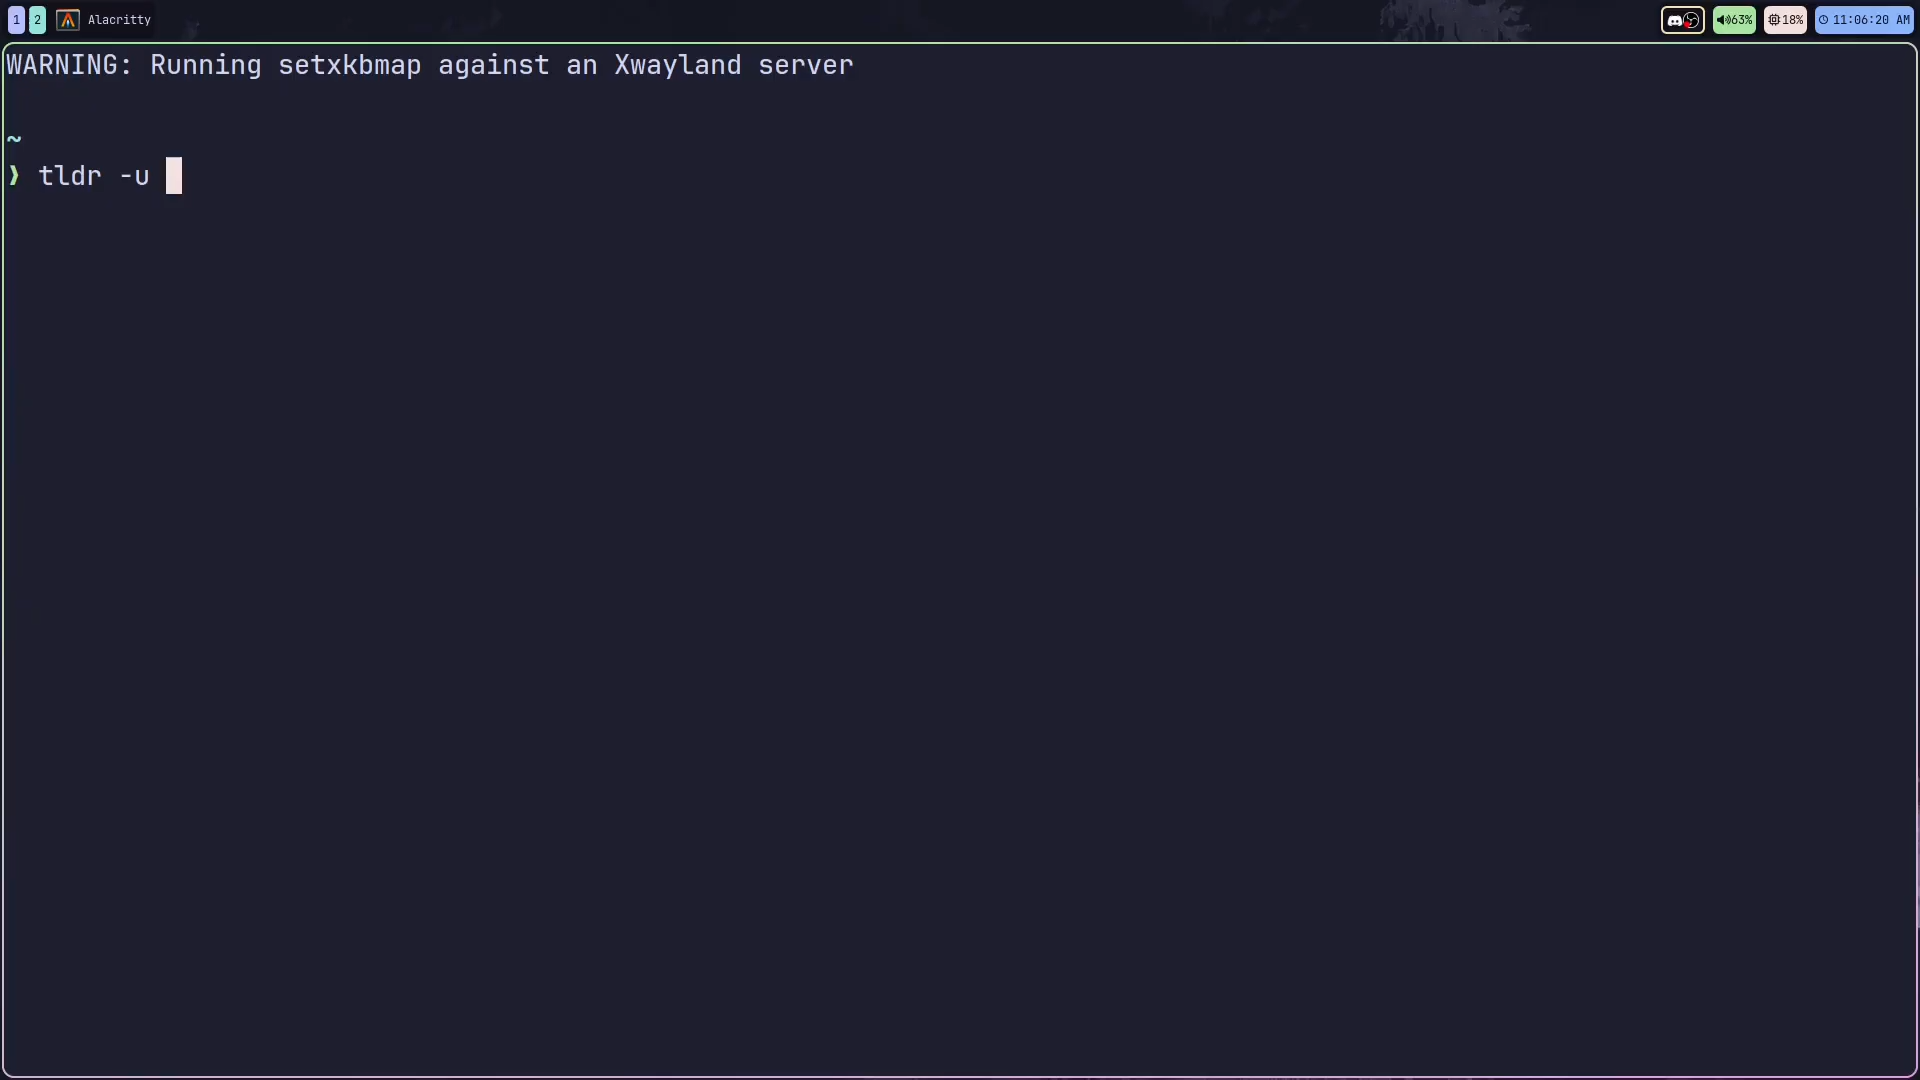 1 2 Alacritty 63% 18% 11:06:20 AM
WARNING: Running setxkbmap against an Xwayland server
~
❯ tldr -u